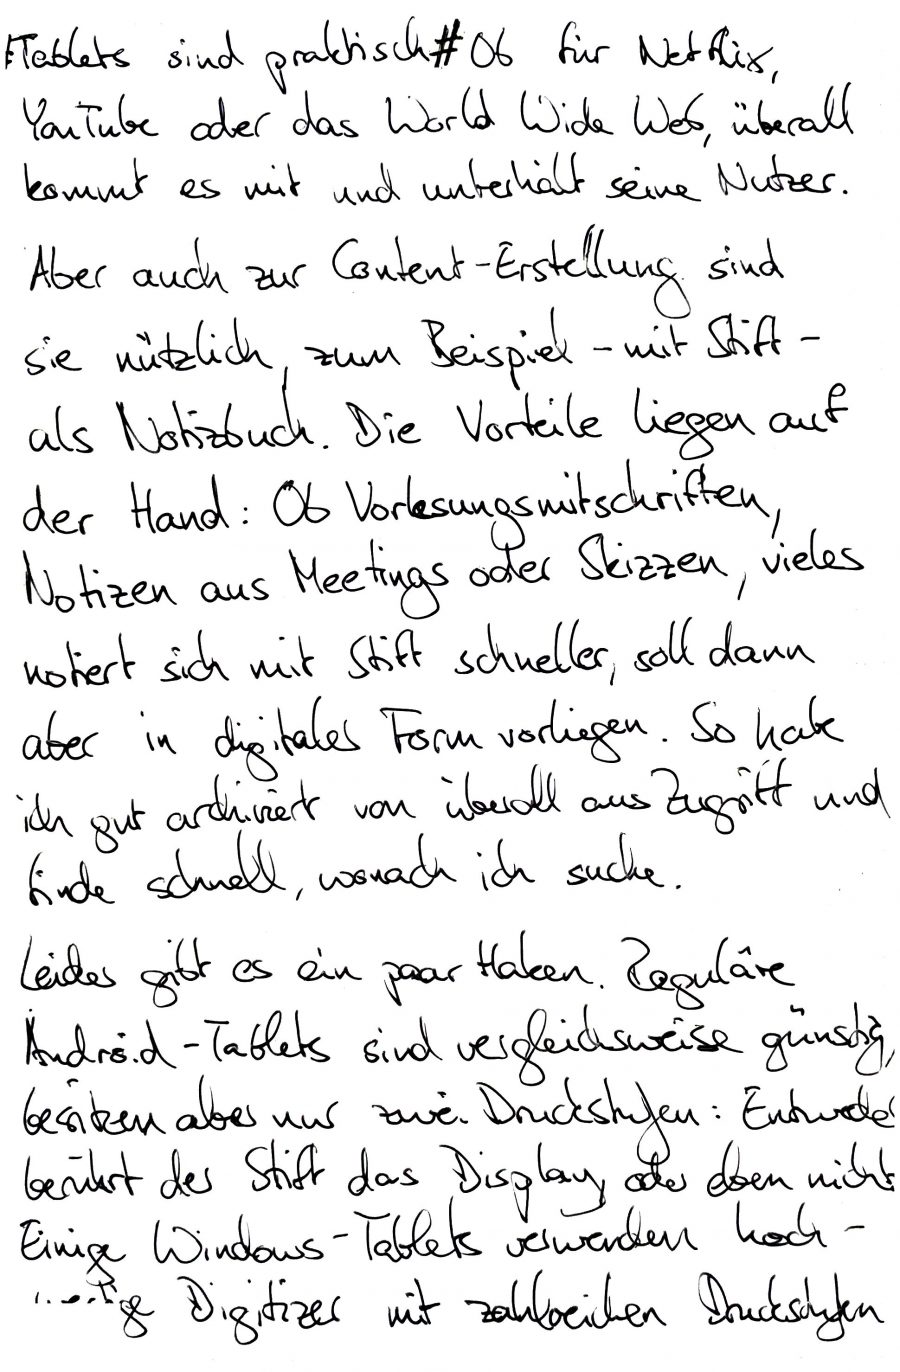 Tablets sind praktisch#Ob für Netflix,
YouTube oder das World Wide Web, überall
kommt es mit und unterhält seine Nutzer.
Aber auch zur Content-Erstellung sind
sie nützlich, zum Beispiel - mit Stift -
als Notizbuch. Die Vorteile liegen auf
der Hand: Ob Vorlesungsmitschriften,
Notizen aus Meetings oder Skizzen, vieles
notiert sich mit Stift schneller, soll dann
aber in digitaler Form vorliegen. So habe
ich gut archiviert von überall aus Zugriff und
finde schnell, wonach ich suche.
Leider gibt es ein paar Haken. Reguläre
Android-Tablets sind vergleichsweise günstig,
besitzen aber nur zwei Druckstufen: Entweder
berührt der Stift das Display oder eben nicht
Einige Windows-Tablets verwenden hoch-
Digitizer mit zahlreichen Druckstufen